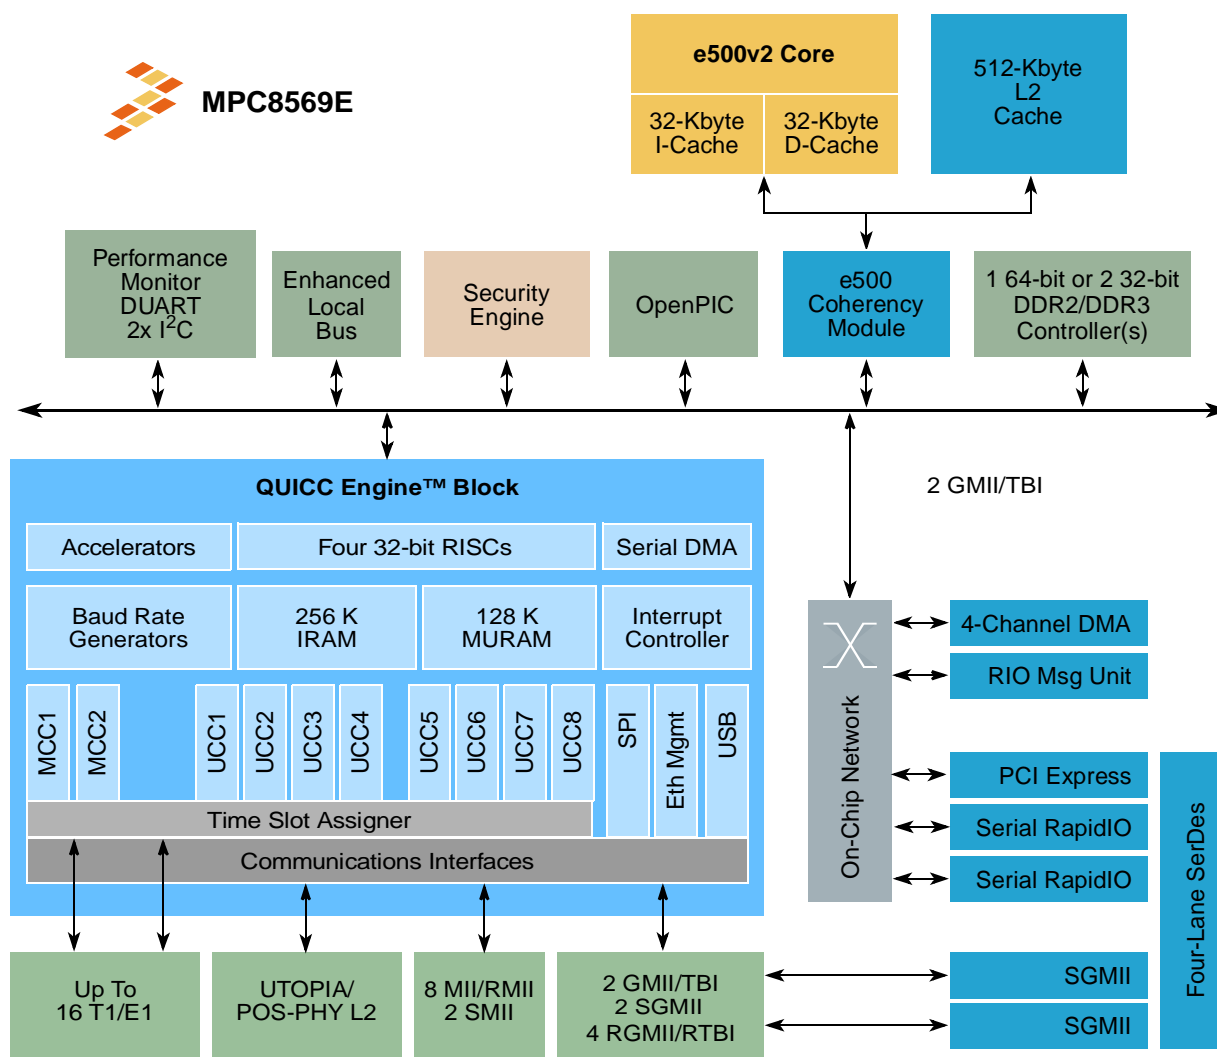 MPC8569E
e500v2 Core
32-Kbyte
I-Cache
32-Kbyte
D-Cache
512-Kbyte
L2
Cache
Performance
Monitor
DUART
2x I²C
Enhanced
Local
Bus
Security
Engine
OpenPIC
e500
Coherency
Module
1 64-bit or 2 32-bit
DDR2/DDR3
Controller(s)
QUICC Engine™ Block
2 GMII/TBI
Accelerators
Four 32-bit RISCs
Serial DMA
Baud Rate
Generators
256 K
IRAM
128 K
MURAM
Interrupt
Controller
MCC1
MCC2
UCC1
UCC2
UCC3
UCC4
UCC5
UCC6
UCC7
UCC8
SPI
Eth Mgmt
USB
Time Slot Assigner
Communications Interfaces
On-Chip Network
4-Channel DMA
RIO Msg Unit
PCI Express
Serial RapidIO
Serial RapidIO
Four-Lane SerDes
SGMII
SGMII
Up To
16 T1/E1
UTOPIA/
POS-PHY L2
8 MII/RMII
2 SMII
2 GMII/TBI
2 SGMII
4 RGMII/RTBI